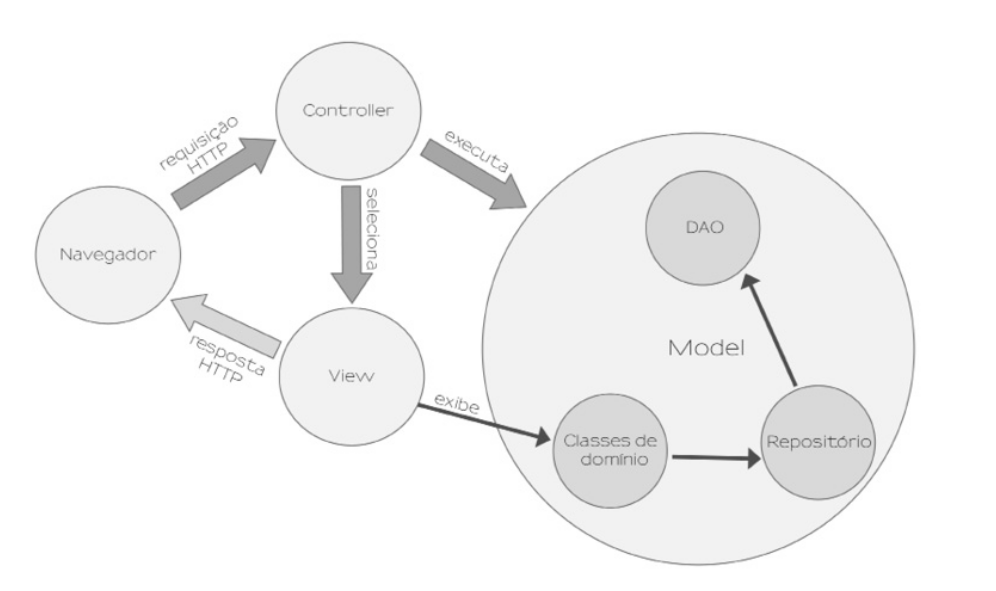 Controller
requisição
HTTP
executa
seleciona
DAO
Navegador
Model
resposta
HTTP
View
exibe
Classes de
domínio
Repositório